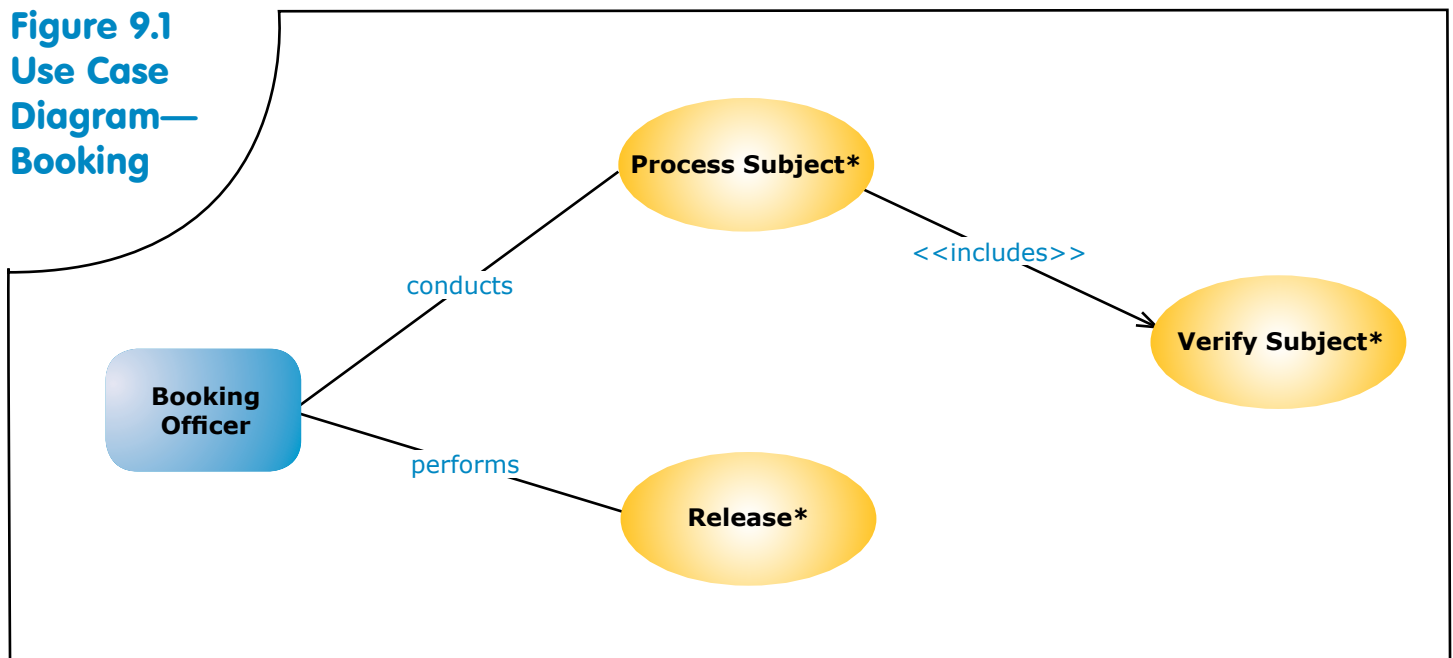 Figure 9.1
Use Case
Diagram—
Booking
Process Subject*
<<includes>>
conducts
Verify Subject*
Booking
Officer
performs
Release*